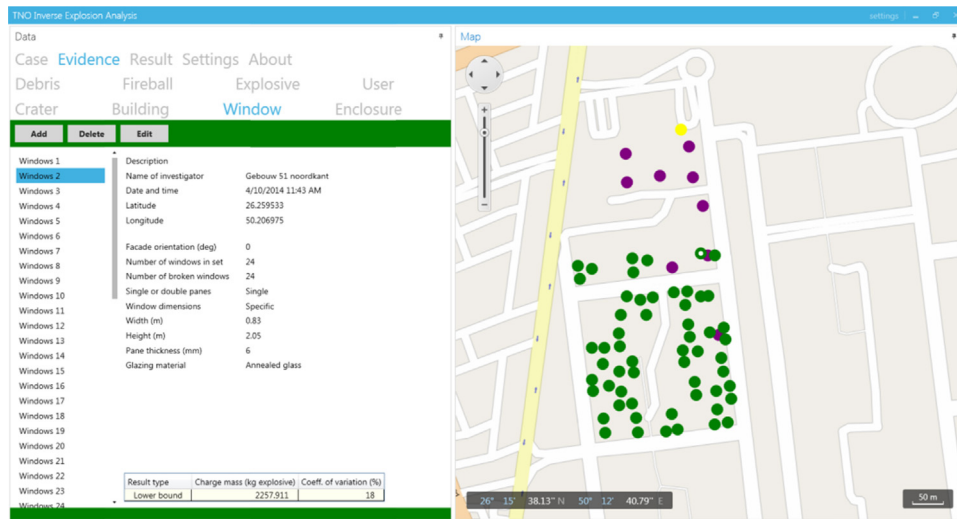 TNO Inverse Explosion Analysis
settings
Data
Case Evidence Result Settings About
Debris Fireball Explosive User
Crater Building Window Enclosure
Add Delete Edit
Windows 1
Windows 2
Windows 3
Windows 4
Windows 5
Windows 6
Windows 7
Windows 8
Windows 9
Windows 10
Windows 11
Windows 12
Windows 13
Windows 14
Windows 15
Windows 16
Windows 17
Windows 18
Windows 19
Windows 20
Windows 21
Windows 22
Windows 23
Windows 24
Description
Name of investigator Gebouw 51 noordkant
Date and time 4/10/2014 11:43 AM
Latitude 26.259533
Longitude 50.206975
Facade orientation (deg) 0
Number of windows in set 24
Number of broken windows 24
Single or double panes Single
Window dimensions Specific
Width (m) 0.83
Height (m) 2.05
Pane thickness (mm) 6
Glazing material Annealed glass
Result type Charge mass (kg explosive) Coeff. of variation (%)
Lower bound 2257.911 18
Map
26° 15' 38.13" N 50° 12' 40.79" E
50 m